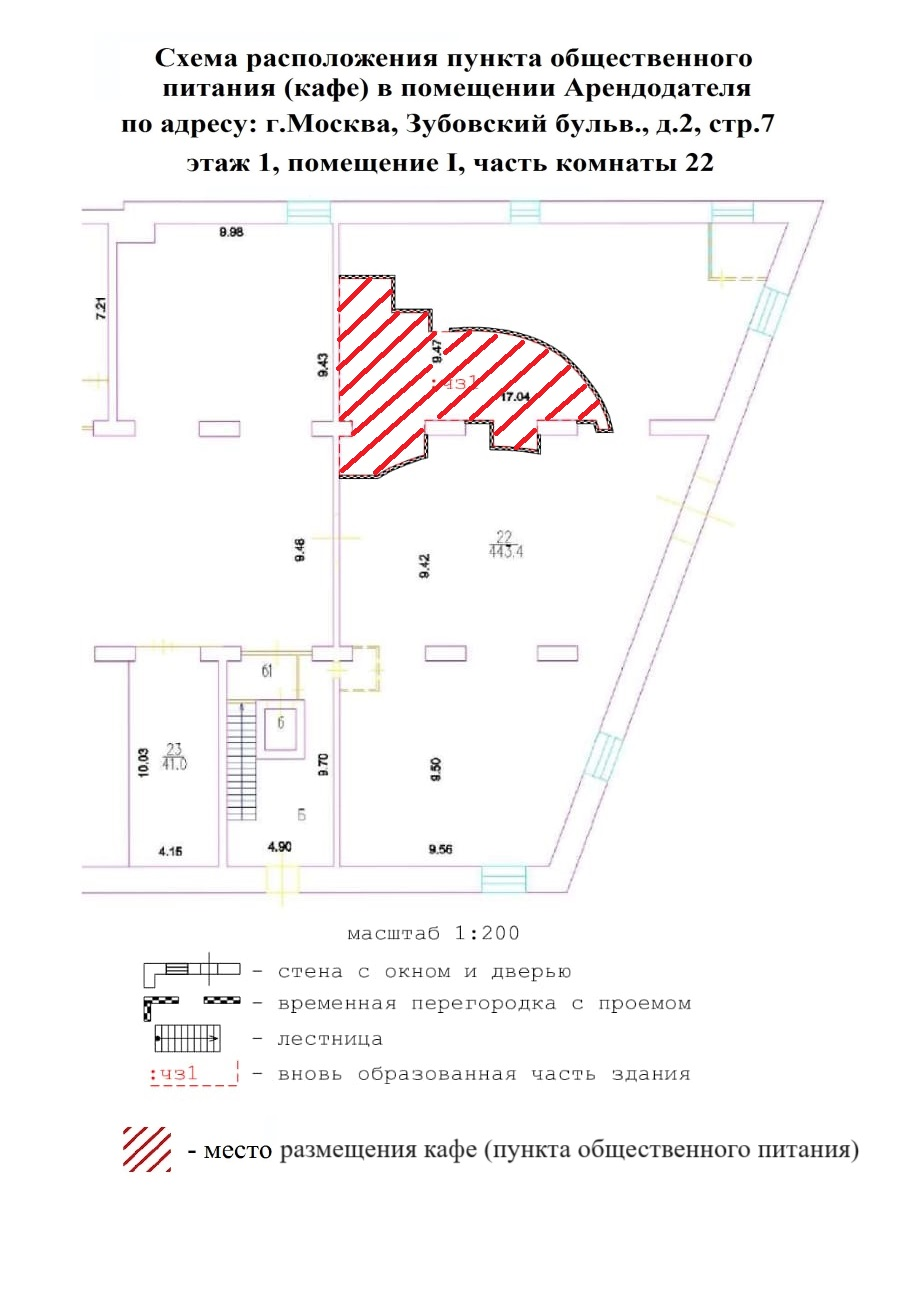 Схема расположения пункта общественного
питания (кафе) в помещении Арендодателя
по адресу: г.Москва, Зубовский бульв., д.2, стр.7
этаж 1, помещение I, часть комнаты 22
9.98
7.21
9.43
9.47
:чз1
17.04
9.48
9.42
22
443.4
б1
б
10.03
23
41.0
9.70
9.50
Б
4.15
4.90
9.56
масштаб 1:200
- стена с окном и дверью
- временная перегородка с проемом
- лестница
:чз1 - вновь образованная часть здания
- место размещения кафе (пункта общественного питания)